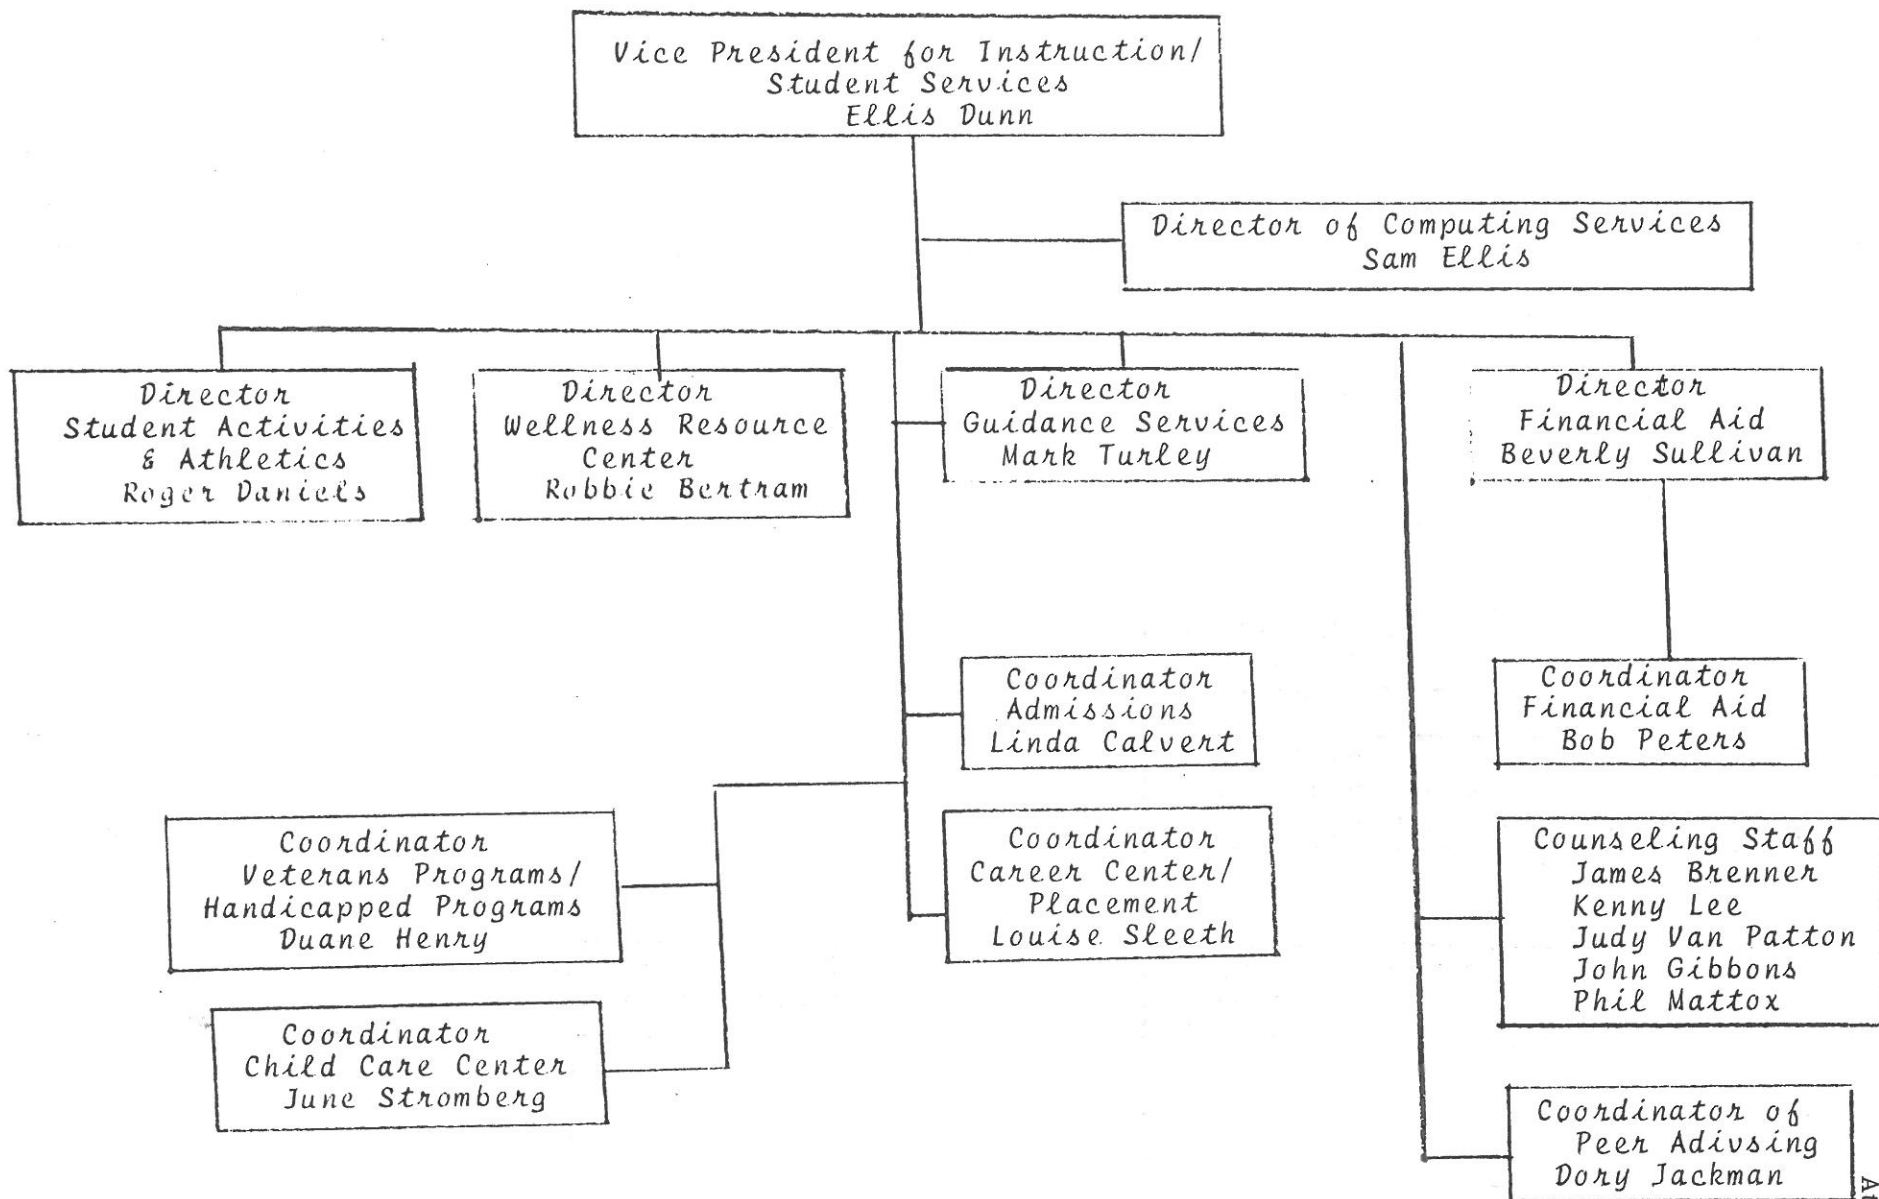 Vice President for Instruction/
Student Services
Ellis Dunn
Director of Computing Services
Sam Ellis
Director
Student Activities
& Athletics
Roger Daniels
Director
Wellness Resource
Center
Robbie Bertram
Director
Guidance Services
Mark Turley
Director
Financial Aid
Beverly Sullivan
Coordinator
Admissions
Linda Calvert
Coordinator
Financial Aid
Bob Peters
Coordinator
Veterans Programs/
Handicapped Programs
Duane Henry
Coordinator
Career Center/
Placement
Louise Sleeth
Counseling Staff
James Brenner
Kenny Lee
Judy Van Patton
John Gibbons
Phil Mattox
Coordinator
Child Care Center
June Stromberg
Coordinator of
Peer Adivsing
Dory Jackman